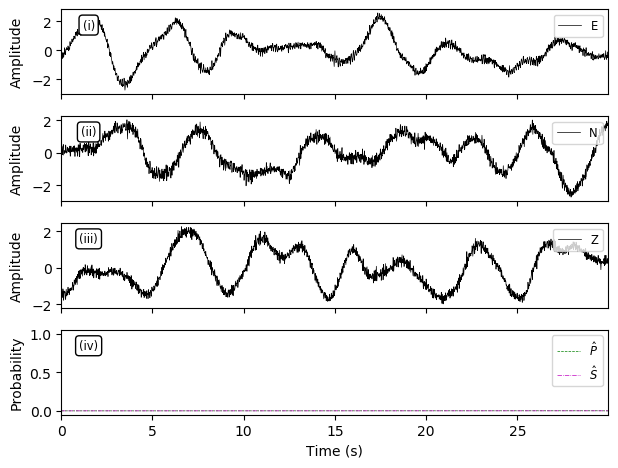 (i)
E
Amplitude
2
0
−2
(ii)
N
Amplitude
2
0
−2
(iii)
Z
Amplitude
2
0
−2
(iv)
P̂
Ŝ
Probability
1.0
0.5
0.0
0 5 10 15 20 25
Time (s)